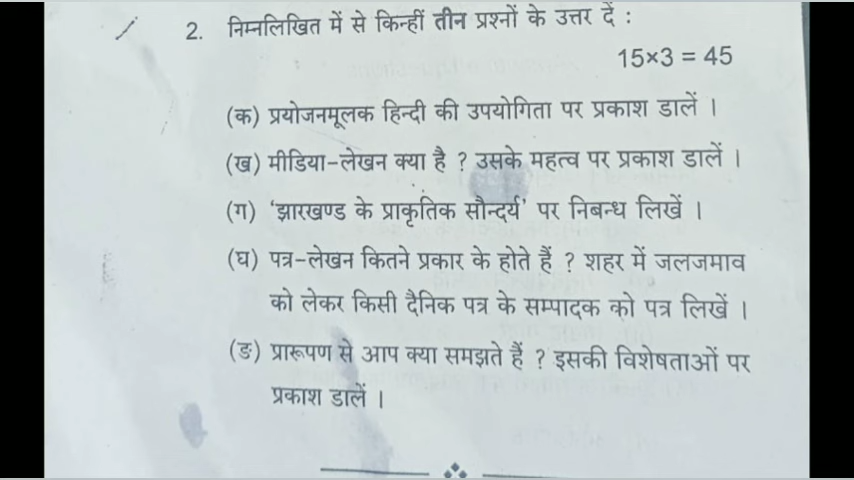 2. निम्नलिखित में से किन्हीं तीन प्रश्नों के उत्तर दें :
15×3 = 45
(क) प्रयोजनमूलक हिन्दी की उपयोगिता पर प्रकाश डालें ।
(ख) मीडिया-लेखन क्या है ? उसके महत्व पर प्रकाश डालें ।
(ग) ‘झारखण्ड के प्राकृतिक सौन्दर्य’ पर निबन्ध लिखें ।
(घ) पत्र-लेखन कितने प्रकार के होते हैं ? शहर में जलजमाव
को लेकर किसी दैनिक पत्र के सम्पादक को पत्र लिखें ।
(ङ) प्रारूपण से आप क्या समझते हैं ? इसकी विशेषताओं पर
प्रकाश डालें ।